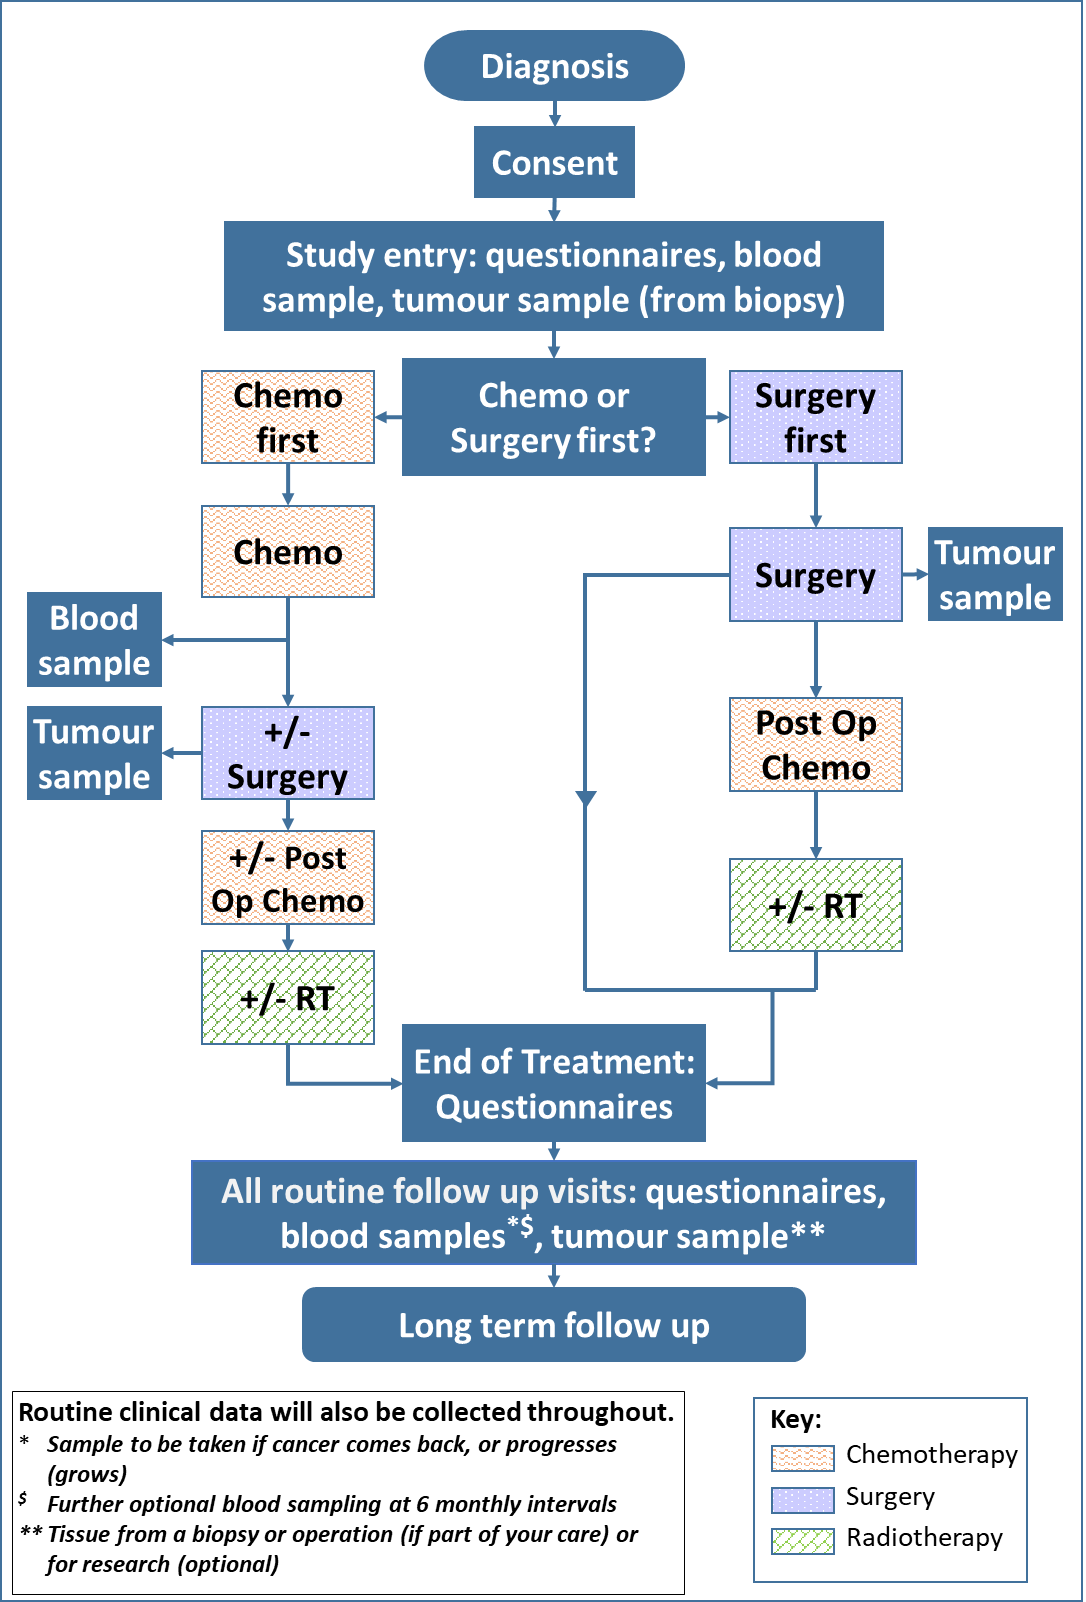 Diagnosis
Consent
Study entry: questionnaires, blood
sample, tumour sample (from biopsy)
Chemo or
Surgery first?
Chemo
first
Chemo
Blood
sample
+/-
Surgery
Tumour
sample
+/- Post
Op Chemo
+/- RT
Surgery
first
Surgery
Tumour
sample
Post Op
Chemo
+/- RT
End of Treatment:
Questionnaires
All routine follow up visits: questionnaires,
blood samples*$, tumour sample**
Long term follow up
Routine clinical data will also be collected throughout.
* Sample to be taken if cancer comes back, or progresses
(grows)
$ Further optional blood sampling at 6 monthly intervals
** Tissue from a biopsy or operation (if part of your care) or
for research (optional)
Key:
Chemotherapy
Surgery
Radiotherapy